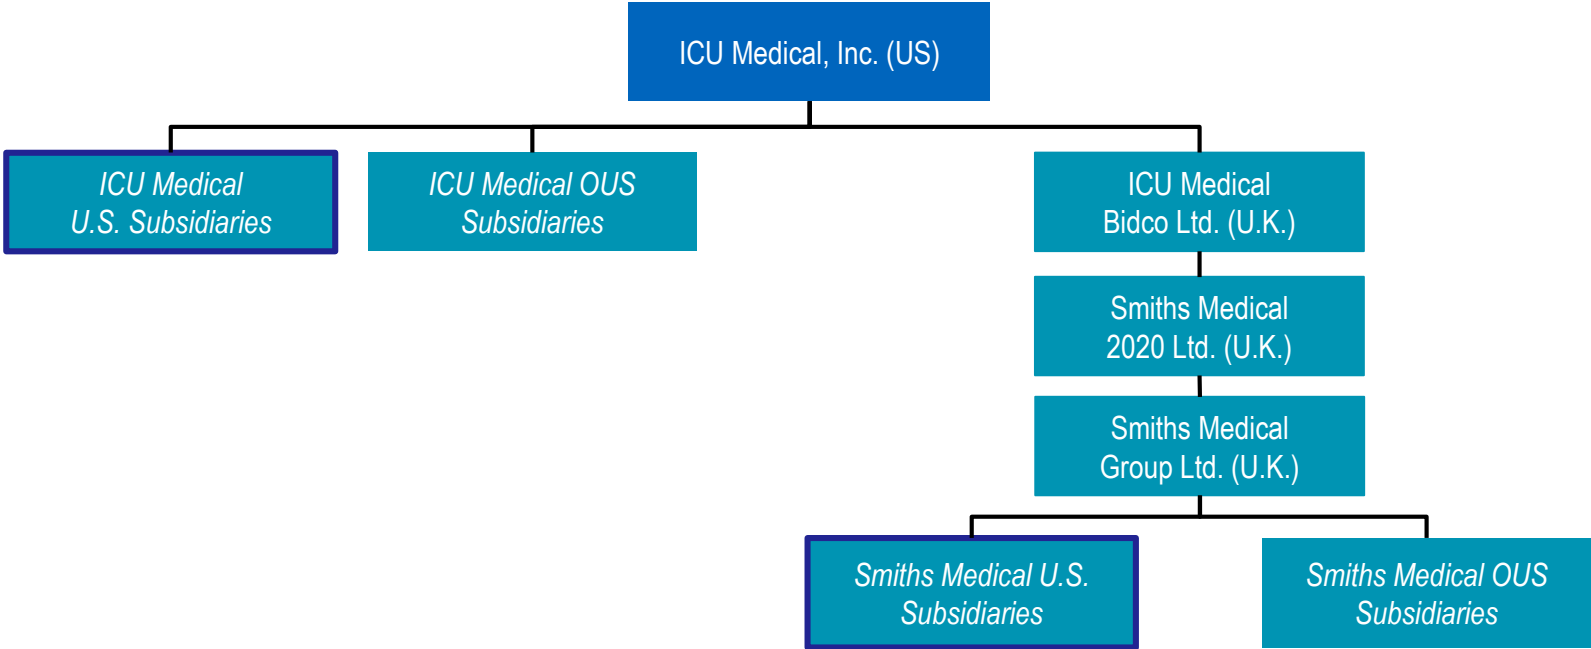 ICU Medical, Inc. (US)
ICU Medical
U.S. Subsidiaries
ICU Medical OUS
Subsidiaries
ICU Medical
Bidco Ltd. (U.K.)
Smiths Medical
2020 Ltd. (U.K.)
Smiths Medical
Group Ltd. (U.K.)
Smiths Medical U.S.
Subsidiaries
Smiths Medical OUS
Subsidiaries